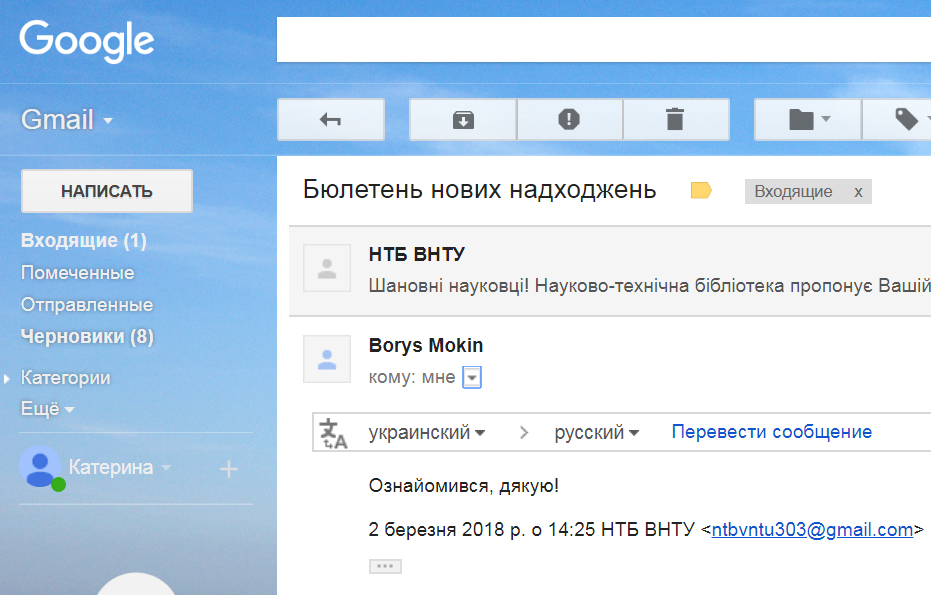 Google
Gmail
НАПИСАТЬ
Входящие (1)
Помеченные
Отправленные
Черновики (8)
Категории
Ещё
Катерина
Бюлетень нових надходжень
Входящие x
НТБ ВНТУ
Шановні науковці! Науково-технічна бібліотека пропонує Вашій
Borys Mokin
кому: мне
украинский > русский Перевести сообщение
Ознайомився, дякую!
2 березня 2018 р. о 14:25 НТБ ВНТУ <ntbvntu303@gmail.com>